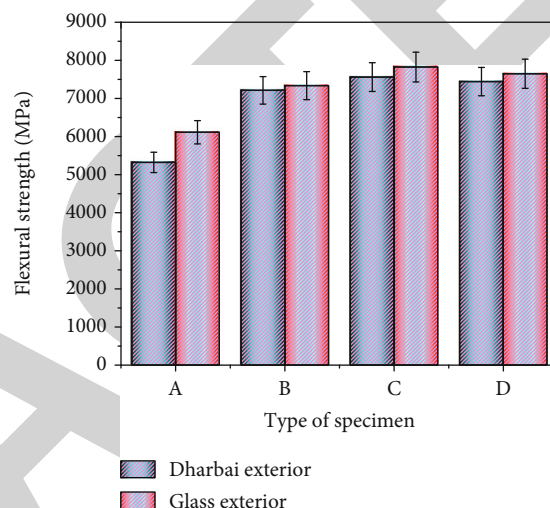 Flexural strength (MPa)
9000
8000
7000
6000
5000
4000
3000
2000
1000
0
A B C D
Type of specimen
Dharbai exterior
Glass exterior